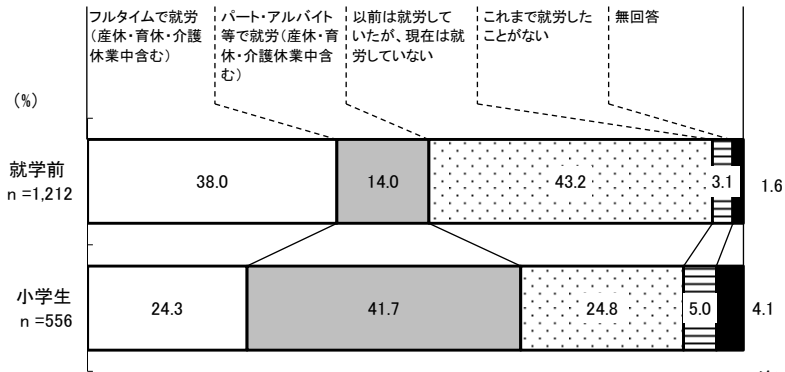 フルタイムで就労
(産休・育休・介護
休業中含む)
パート・アルバイト
等で就労(産休・育
休・介護休業中含
む)
以前は就労して
いたが、現在は就
労していない
これまで就労した
ことがない
無回答
(%)
就学前
n =1,212
38.0
14.0
43.2
3.1
1.6
小学生
n =556
24.3
41.7
24.8
5.0
4.1